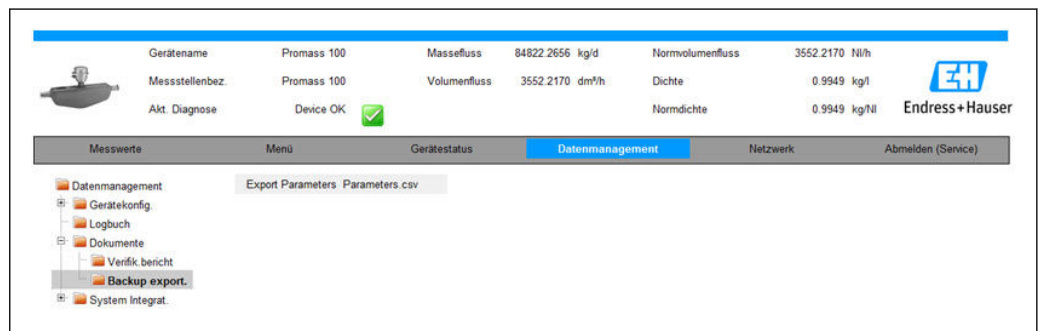 Gerätename Promass 100 Massefluss 84822.2656 kg/d Normvolumenfluss 3552.2170 Nl/h
Messstellenbez. Promass 100 Volumenfluss 3552.2170 dm³/h Dichte 0.9949 kg/l
Akt. Diagnose Device OK Normdichte 0.9949 kg/Nl
EH
Endress+Hauser
Messwerte Menü Gerätestatus Datenmanagement Netzwerk Abmelden (Service)
Datenmanagement
Export Parameters Parameters.csv
Gerätekonfig.
Logbuch
Dokumente
Verifik.bericht
Backup export.
System Integrat.